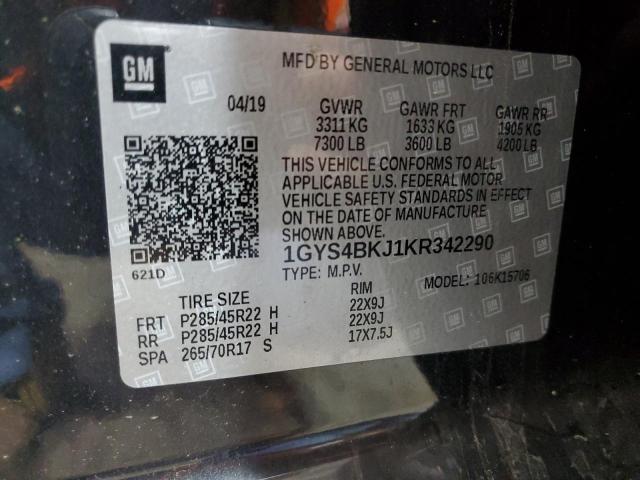 GM
MFD BY GENERAL MOTORS LLC
04/19 GVWR GAWR FRT GAWR RR
3311 KG 1633 KG 1905 KG
7300 LB 3600 LB 4200 LB
THIS VEHICLE CONFORMS TO ALL
APPLICABLE U.S. FEDERAL MOTOR
VEHICLE SAFETY STANDARDS IN EFFECT
ON THE DATE OF MANUFACTURE
SHOWN ABOVE.
1GYS4BKJ1KR342290
621D TYPE: M.P.V. MODEL: 106K15706
TIRE SIZE RIM
FRT P285/45R22 H 22X9J
RR P285/45R22 H 22X9J
SPA 265/70R17 S 17X7.5J